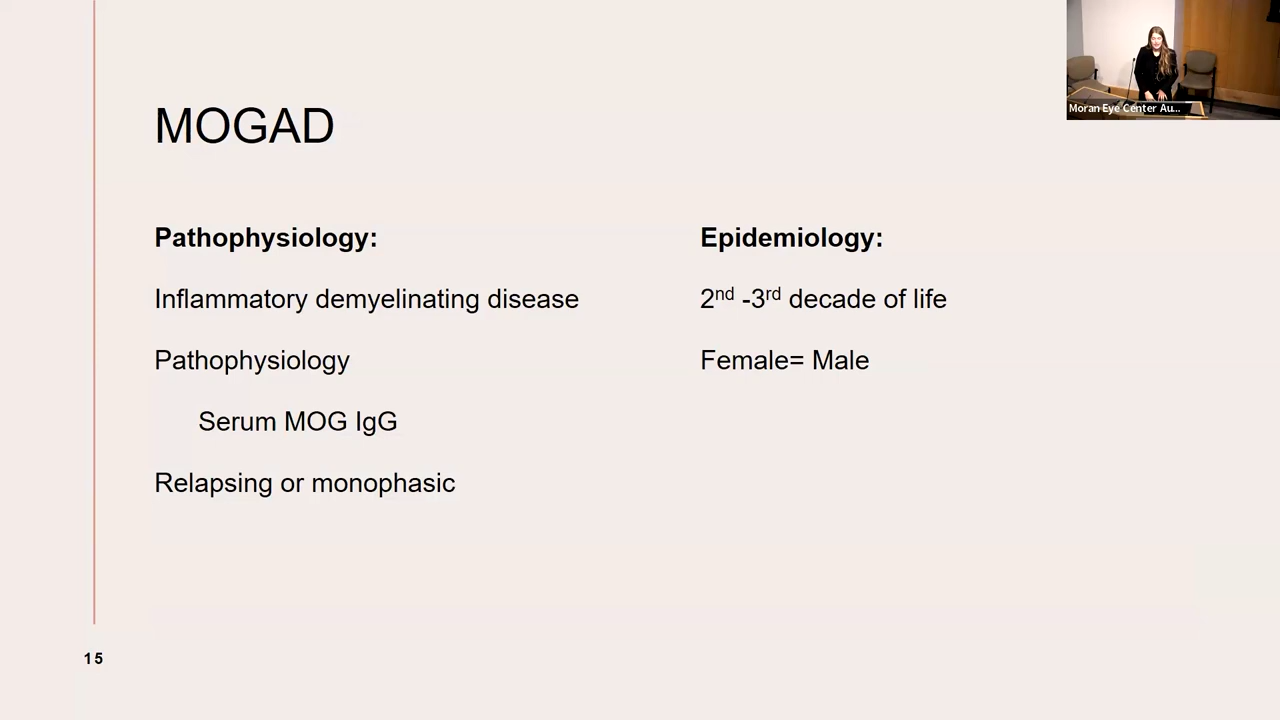 Moran Eye Center Au...
MOGAD
Pathophysiology:
Inflammatory demyelinating disease
Pathophysiology
Serum MOG IgG
Relapsing or monophasic
Epidemiology:
2nd -3rd decade of life
Female= Male
15